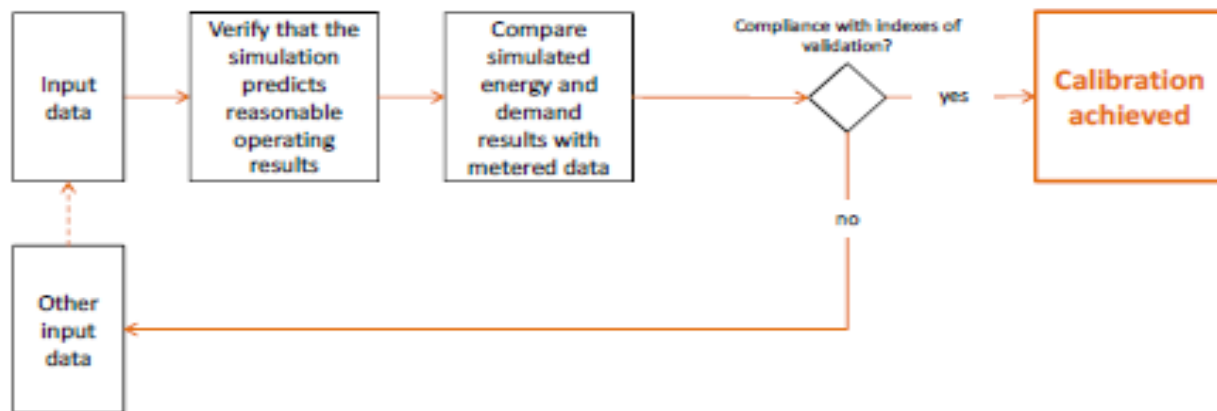 Input
data
Verify that the
simulation
predicts
reasonable
operating
results
Compare
simulated
energy and
demand
results with
metered data
Compliance with indexes of
validation?
yes
Calibration
achieved
no
Other
input
data